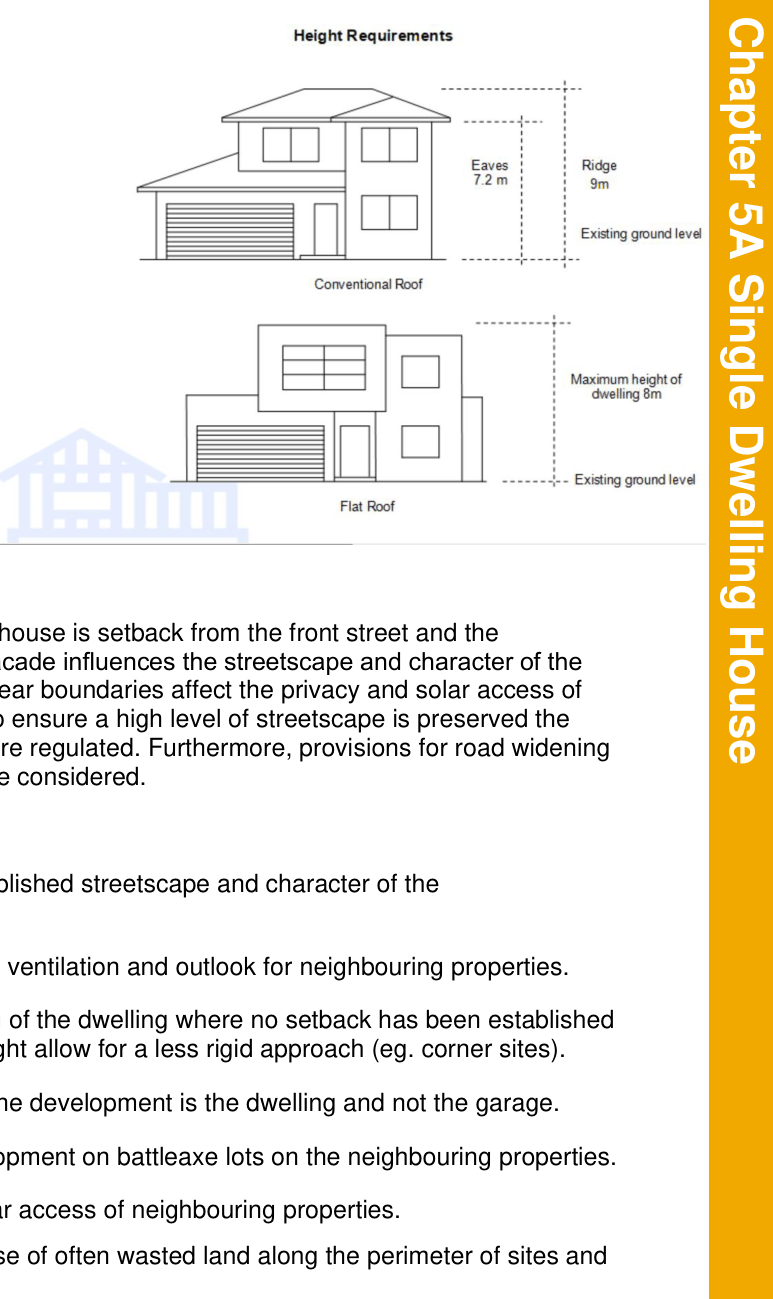 Height Requirements
Eaves
7.2 m
Ridge
9m
Existing ground level
Conventional Roof
Maximum height of
dwelling 8m
Existing ground level
Flat Roof
house is setback from the front street and the
cade influences the streetscape and character of the
ear boundaries affect the privacy and solar access of
o ensure a high level of streetscape is preserved the
re regulated. Furthermore, provisions for road widening
e considered.
blished streetscape and character of the
ventilation and outlook for neighbouring properties.
of the dwelling where no setback has been established
ght allow for a less rigid approach (eg. corner sites).
he development is the dwelling and not the garage.
opment on battleaxe lots on the neighbouring properties.
ar access of neighbouring properties.
se of often wasted land along the perimeter of sites and
Chapter 5A Single Dwelling House